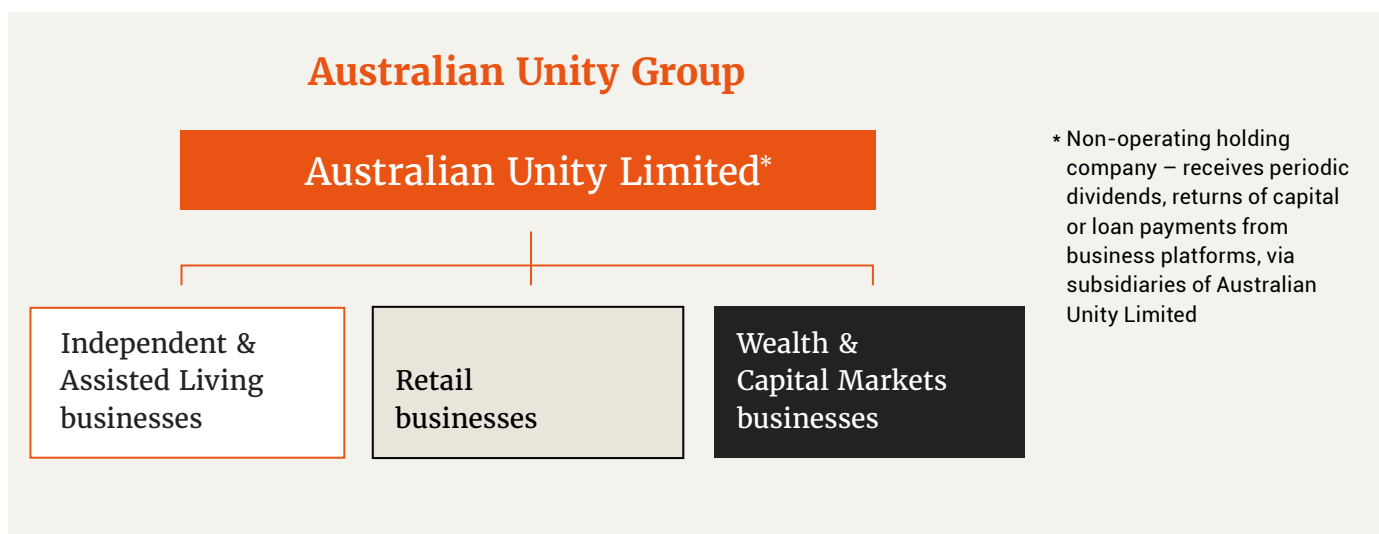 Australian Unity Group
Australian Unity Limited*
* Non-operating holding
company – receives periodic
dividends, returns of capital
or loan payments from
business platforms, via
subsidiaries of Australian
Unity Limited
Independent &
Assisted Living
businesses
Retail
businesses
Wealth &
Capital Markets
businesses